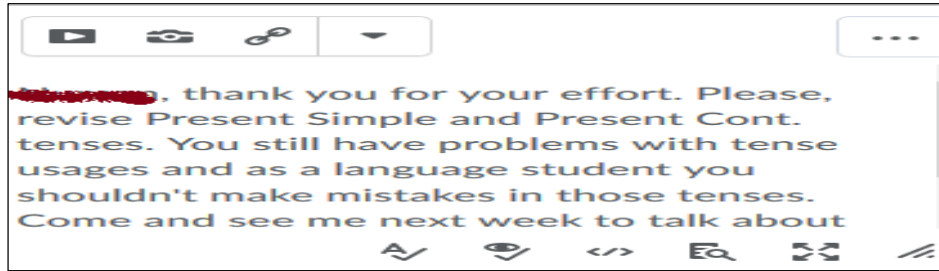 , thank you for your effort. Please,
revise Present Simple and Present Cont.
tenses. You still have problems with tense
usages and as a language student you
shouldn't make mistakes in those tenses.
Come and see me next week to talk about